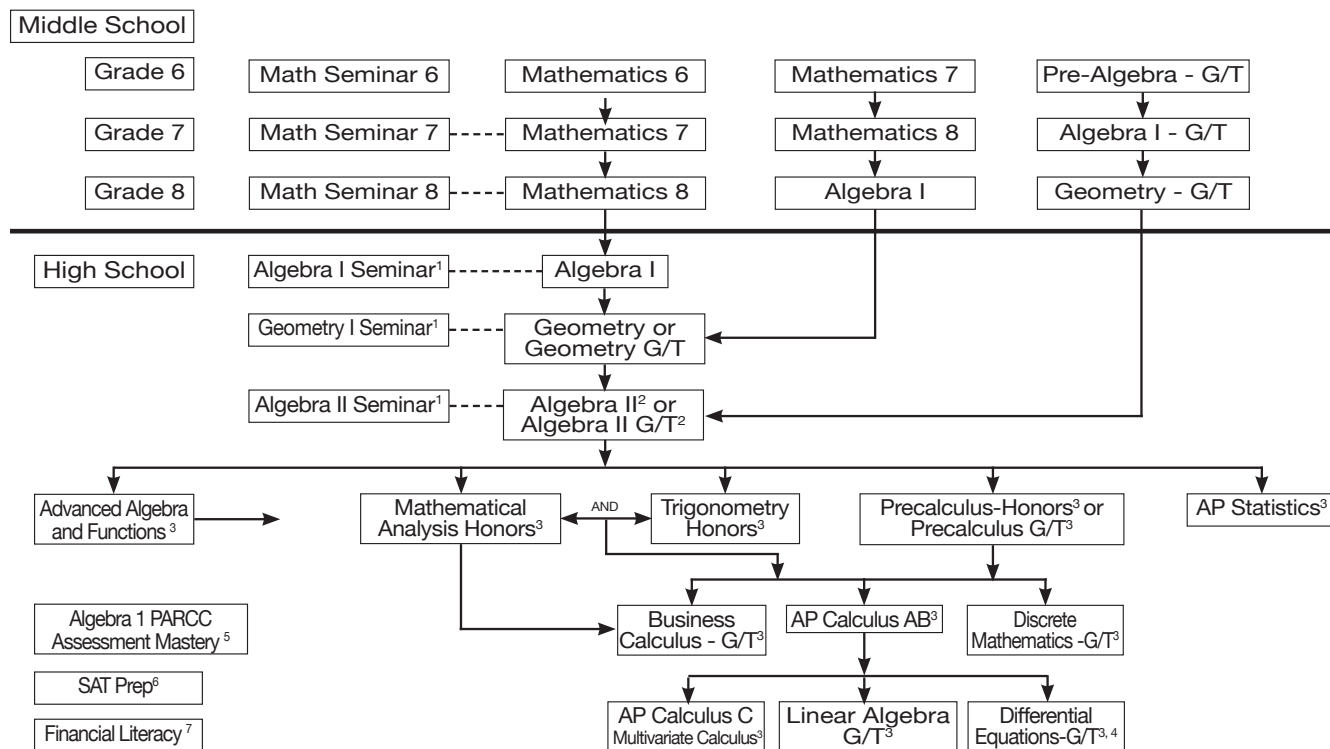 Middle School
Grade 6
Math Seminar 6
Mathematics 6
Mathematics 7
Pre-Algebra - G/T
Grade 7
Math Seminar 7
Mathematics 7
Mathematics 8
Algebra I - G/T
Grade 8
Math Seminar 8
Mathematics 8
Algebra I
Geometry - G/T
High School
Algebra I Seminar¹
Algebra I
Geometry I Seminar¹
Geometry or
Geometry G/T
Algebra II Seminar¹
Algebra II² or
Algebra II G/T²
Advanced Algebra
and Functions ³
Mathematical
Analysis Honors³
AND
Trigonometry
Honors³
Precalculus-Honors³ or
Precalculus G/T³
AP Statistics³
Algebra 1 PARCC
Assessment Mastery ⁵
Business
Calculus - G/T³
AP Calculus AB³
Discrete
Mathematics -G/T³
SAT Prep⁶
Financial Literacy ⁷
AP Calculus C
Multivariate Calculus³
Linear Algebra
G/T³
Differential
Equations-G/T³, ⁴